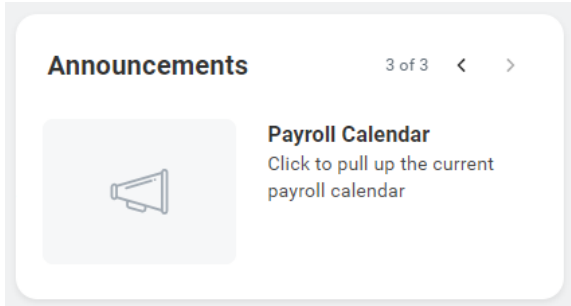 Announcements
3 of 3
Payroll Calendar
Click to pull up the current
payroll calendar